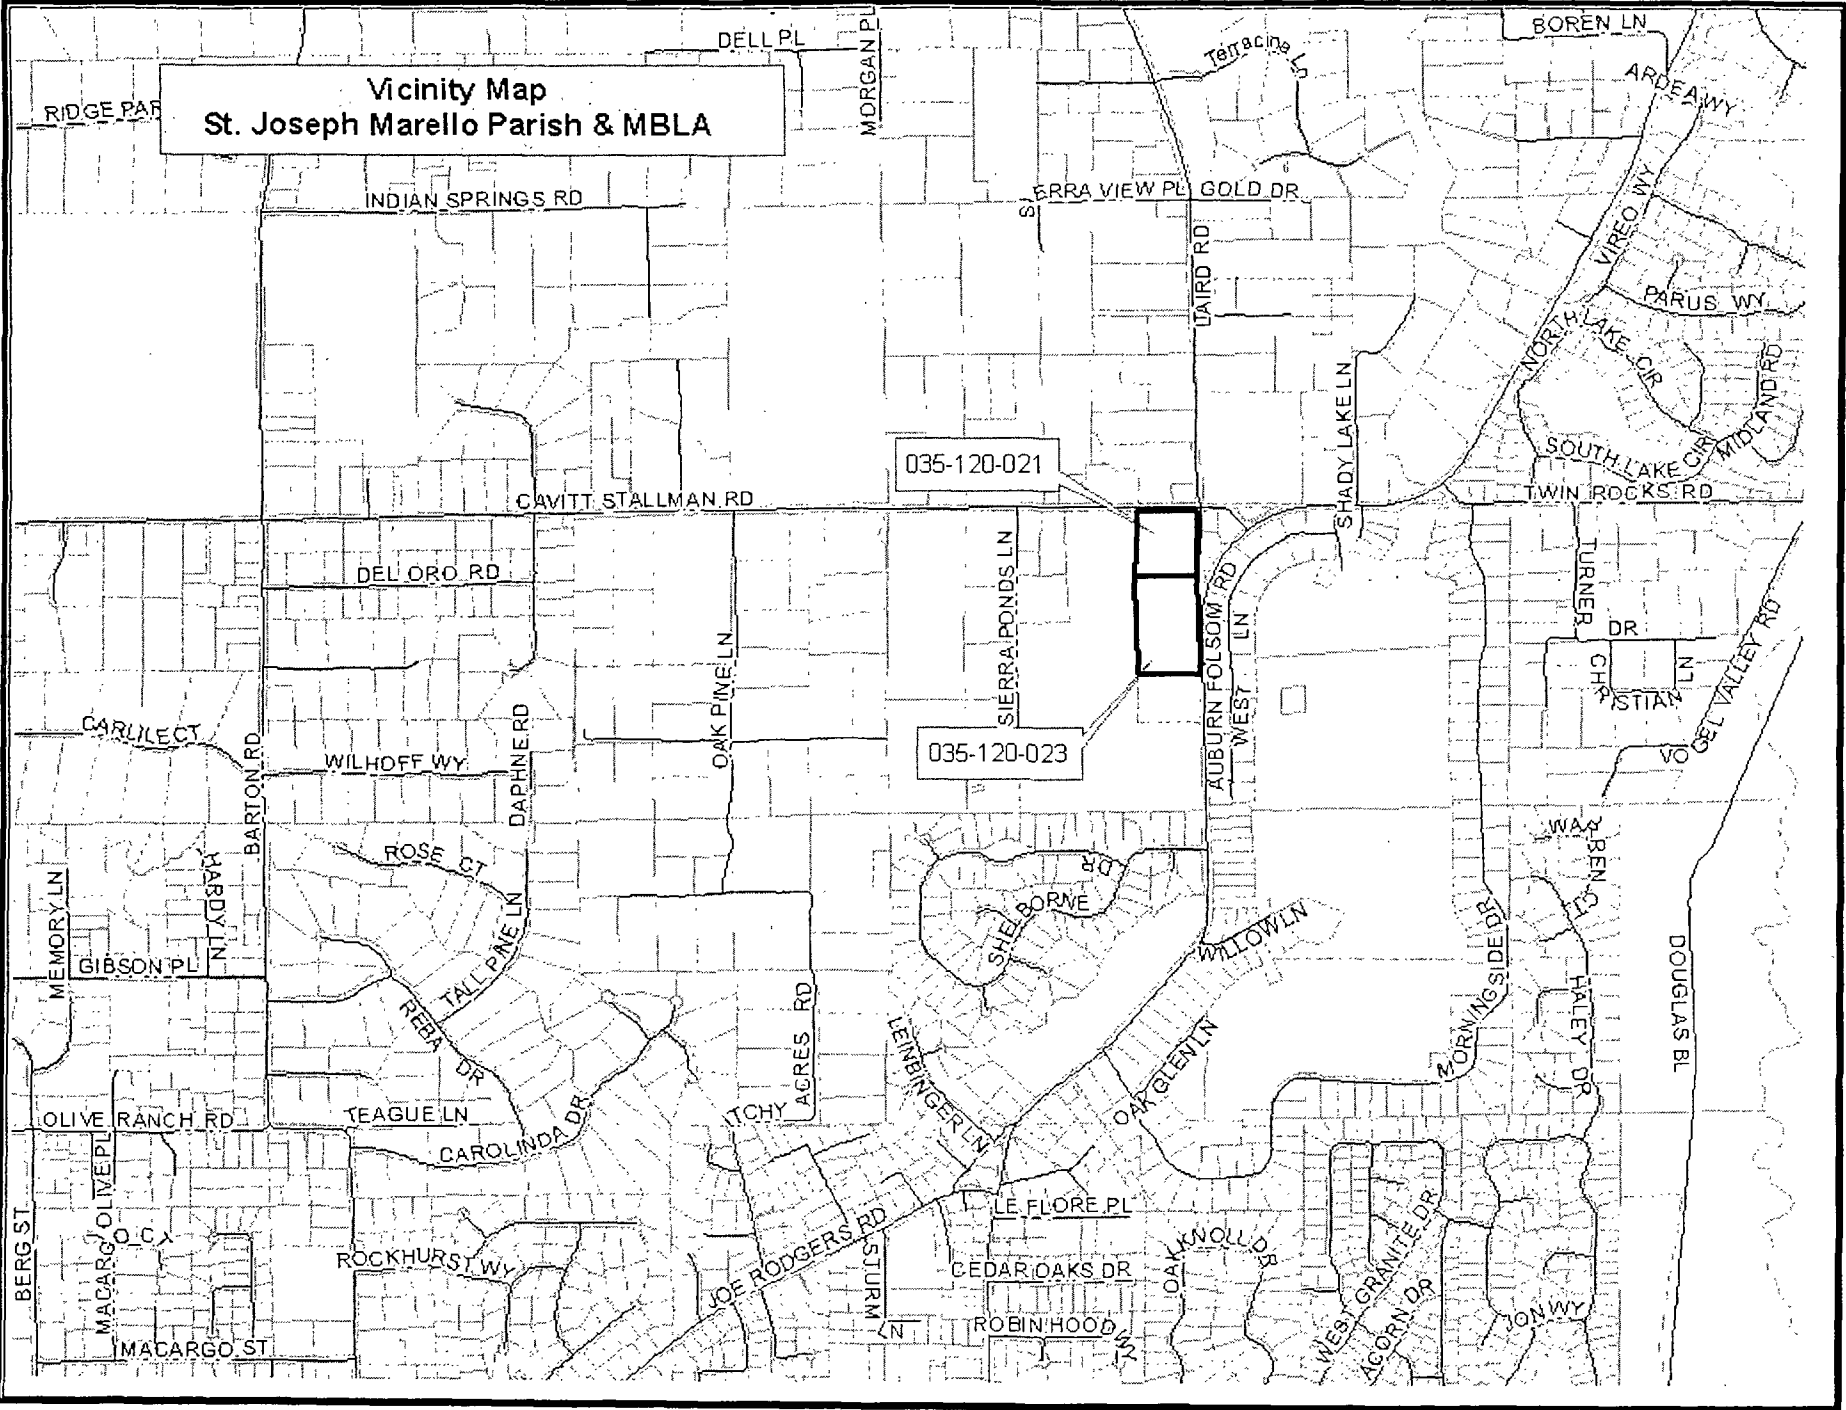 BOREN LN
DELL PL
MORGAN PL
Terracina Ln
ARDEA WY
Vicinity Map
St. Joseph Marello Parish & MBLA
RIDGE PAR
INDIAN SPRINGS RD
SIERRA VIEW PL
GOLD DR
VIREO WY
LAIRD RD
PARUS WY
NORTH LAKE CIR
MIDLAND RD
SHADY LAKE LN
SOUTH LAKE CIR
035-120-021
TWIN ROCKS RD
CAVITT STALLMAN RD
SIERRA PONDS LN
DEL ORO RD
TURNER
DR
AUBURN FOLSOM RD
WEST LN
OAK PINE LN
CHRISTIAN LN
VOGEL VALLEY RD
CARLILE CT
BARTON RD
WILHOFF WY
DAPHNE RD
035-120-023
WARREN CT
ROSE CT
HARDY LN
MEMORY LN
SHELBORNE DR
WILLOW LN
TALL PINE LN
GIBSON PL
MORNINGSIDE DR
HALEY DR
DOUGLAS BL
REBA DR
ITCHY ACRES RD
LEINBINGER LN
OAK GLEN LN
OLIVE RANCH RD
TEAGUE LN
CAROLINDA DR
MACARGO
OLIVE PL
O C
BERG ST
LE FLORE PL
ROCKHURST WY
JOE RODGERS RD
STURM LN
CEDAR OAKS DR
OAK KNOLL DR
WEST GRANITE DR
ACORN DR
JON WY
ROBIN HOOD WY
MACARGO ST